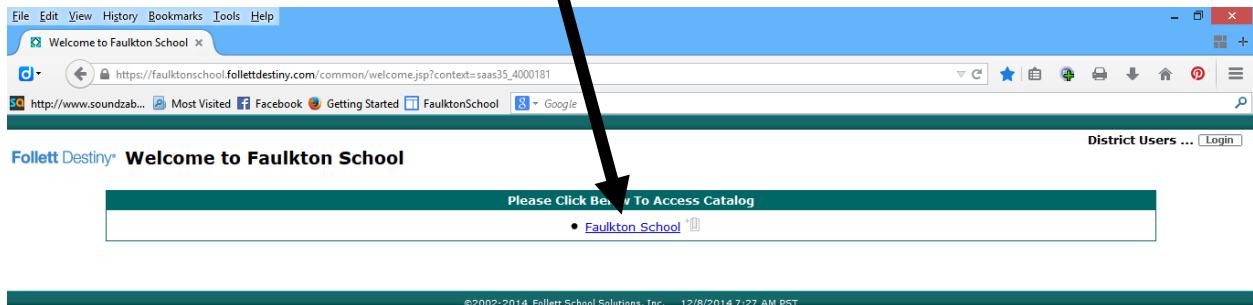 File Edit View History Bookmarks Tools Help
Welcome to Faulkton School ×
https://faulktonschool.follettdestiny.com/common/welcome.jsp?context=saas35_4000181
http://www.soundzab... Most Visited Facebook Getting Started FaulktonSchool Google
District Users ... Login
Follett Destiny® Welcome to Faulkton School
Please Click Below To Access Catalog
• Faulkton School
©2002-2014 Follett School Solutions, Inc. 12/8/2014 7:27 AM PST